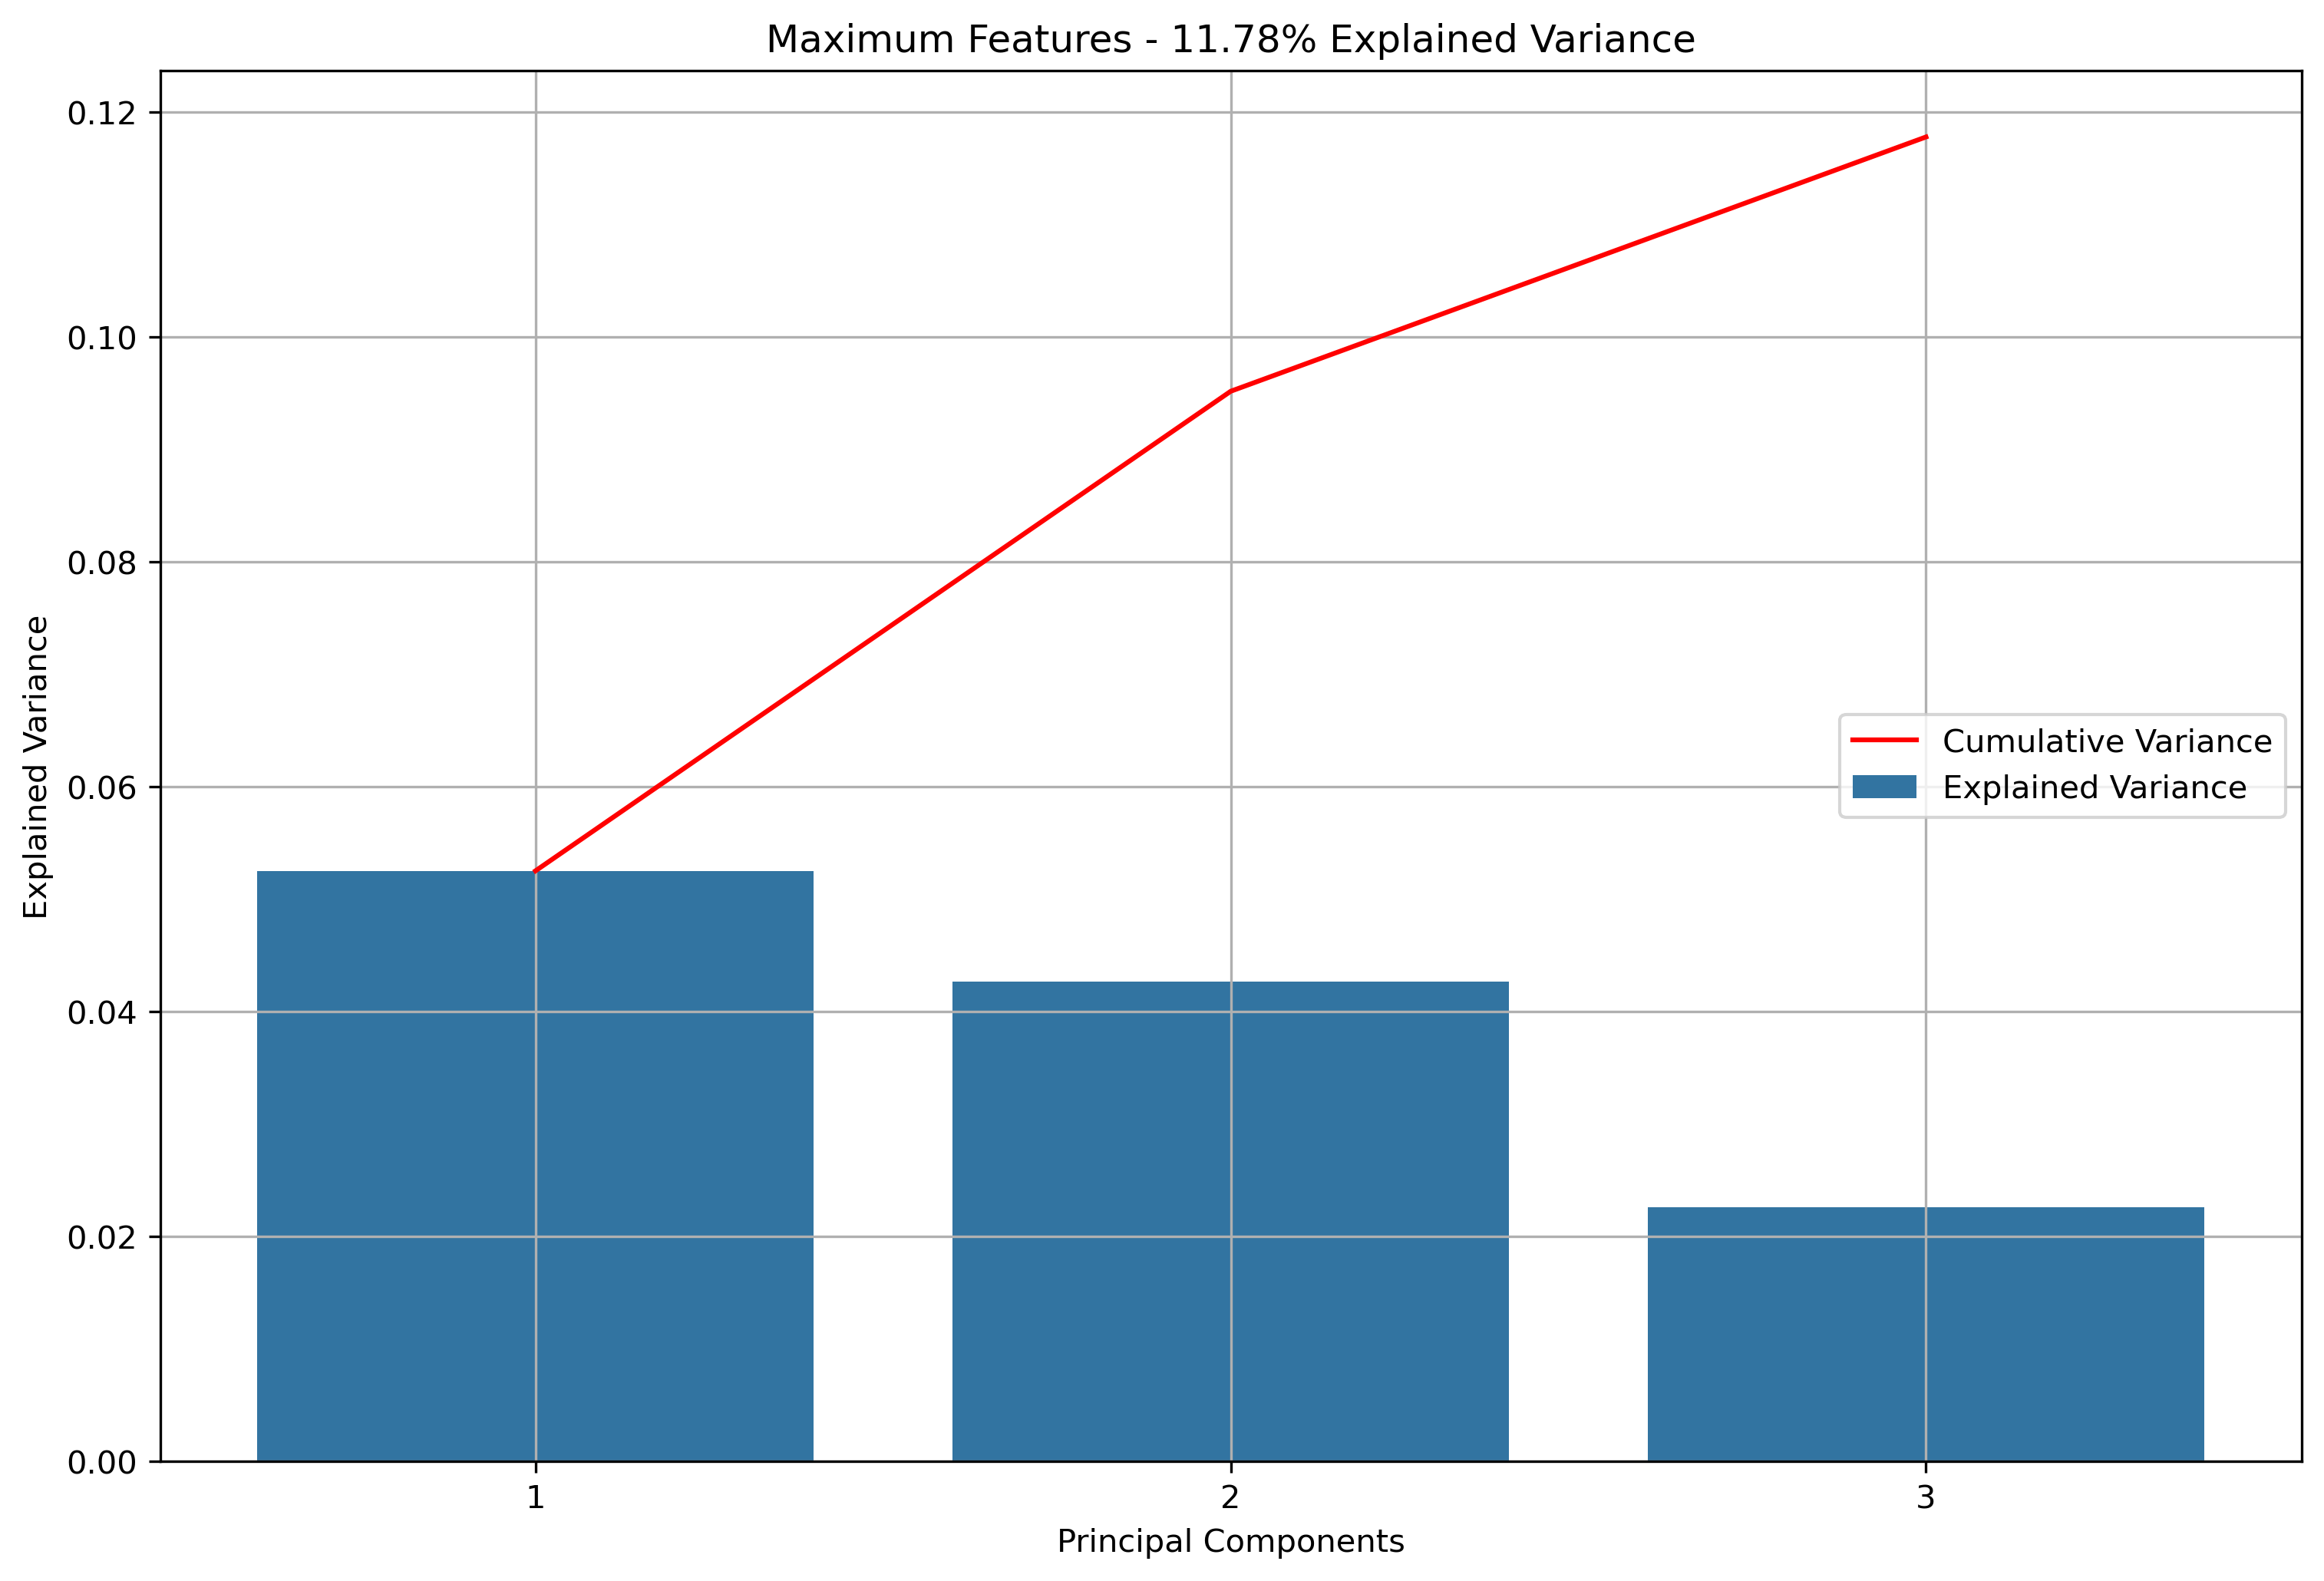 Maximum Features - 11.78% Explained Variance
0.12
0.10
0.08
0.06
0.04
0.02
0.00
Explained Variance
Cumulative Variance
Explained Variance
1
2
3
Principal Components